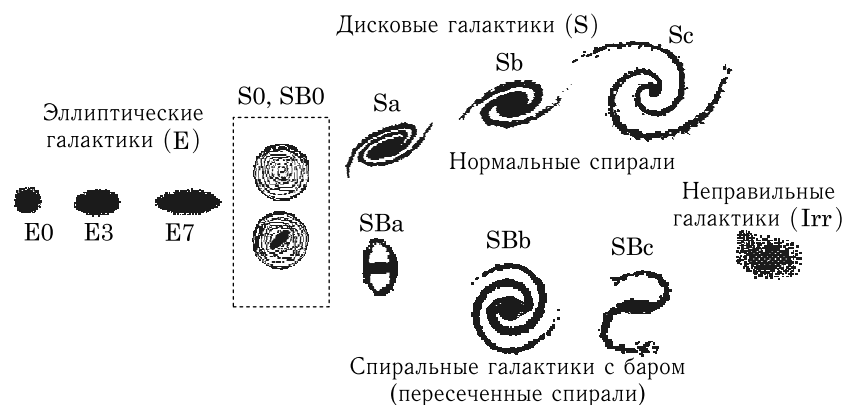 Дисковые галактики (S)
Sc
Sb
S0, SB0
Sa
Эллиптические
галактики (E)
Нормальные спирали
Неправильные
галактики (Irr)
E0
E3
E7
SBa
SBb
SBc
Спиральные галактики с баром
(пересеченные спирали)